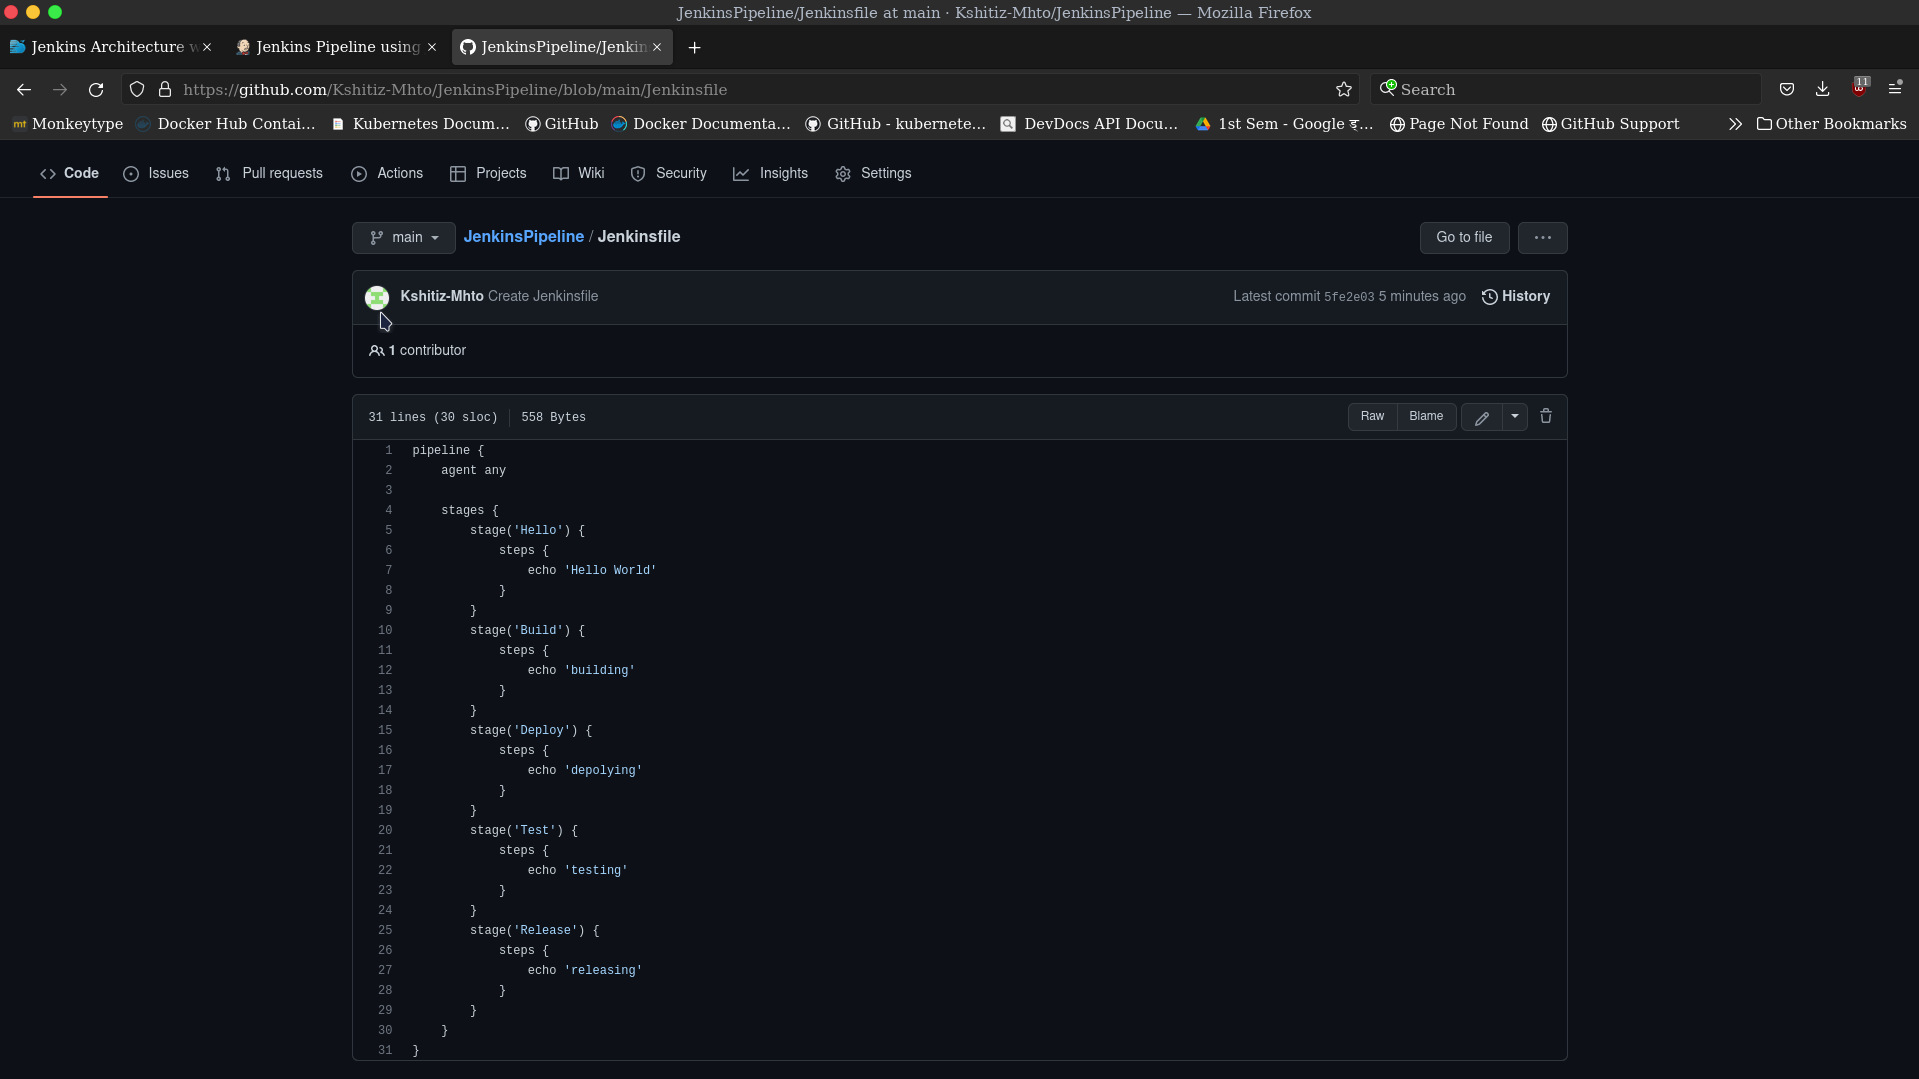 JenkinsPipeline/Jenkinsfile at main · Kshitiz-Mhto/JenkinsPipeline — Mozilla Firefox
Jenkins Architecture w Jenkins Pipeline using JenkinsPipeline/Jenkin
https://github.com/Kshitiz-Mhto/JenkinsPipeline/blob/main/Jenkinsfile Search 11
mt Monkeytype Docker Hub Contai... Kubernetes Docum... GitHub Docker Documenta... GitHub - kubernete... DevDocs API Docu... 1st Sem - Google ड्... Page Not Found GitHub Support Other Bookmarks
Code Issues Pull requests Actions Projects Wiki Security Insights Settings
main JenkinsPipeline / Jenkinsfile Go to file ...
Kshitiz-Mhto Create Jenkinsfile Latest commit 5fe2e03 5 minutes ago History
1 contributor
31 lines (30 sloc) 558 Bytes Raw Blame
1 pipeline {
2 agent any
3
4 stages {
5 stage('Hello') {
6 steps {
7 echo 'Hello World'
8 }
9 }
10 stage('Build') {
11 steps {
12 echo 'building'
13 }
14 }
15 stage('Deploy') {
16 steps {
17 echo 'depolying'
18 }
19 }
20 stage('Test') {
21 steps {
22 echo 'testing'
23 }
24 }
25 stage('Release') {
26 steps {
27 echo 'releasing'
28 }
29 }
30 }
31 }